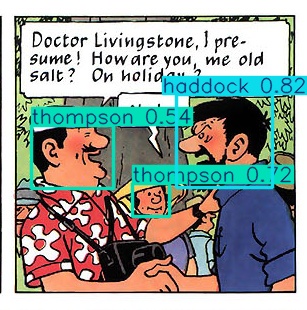 Doctor Livingstone, I pre-
sume! How are you, me old
salt? On holiday?
haddock 0.82
thompson 0.54
thompson 0.72